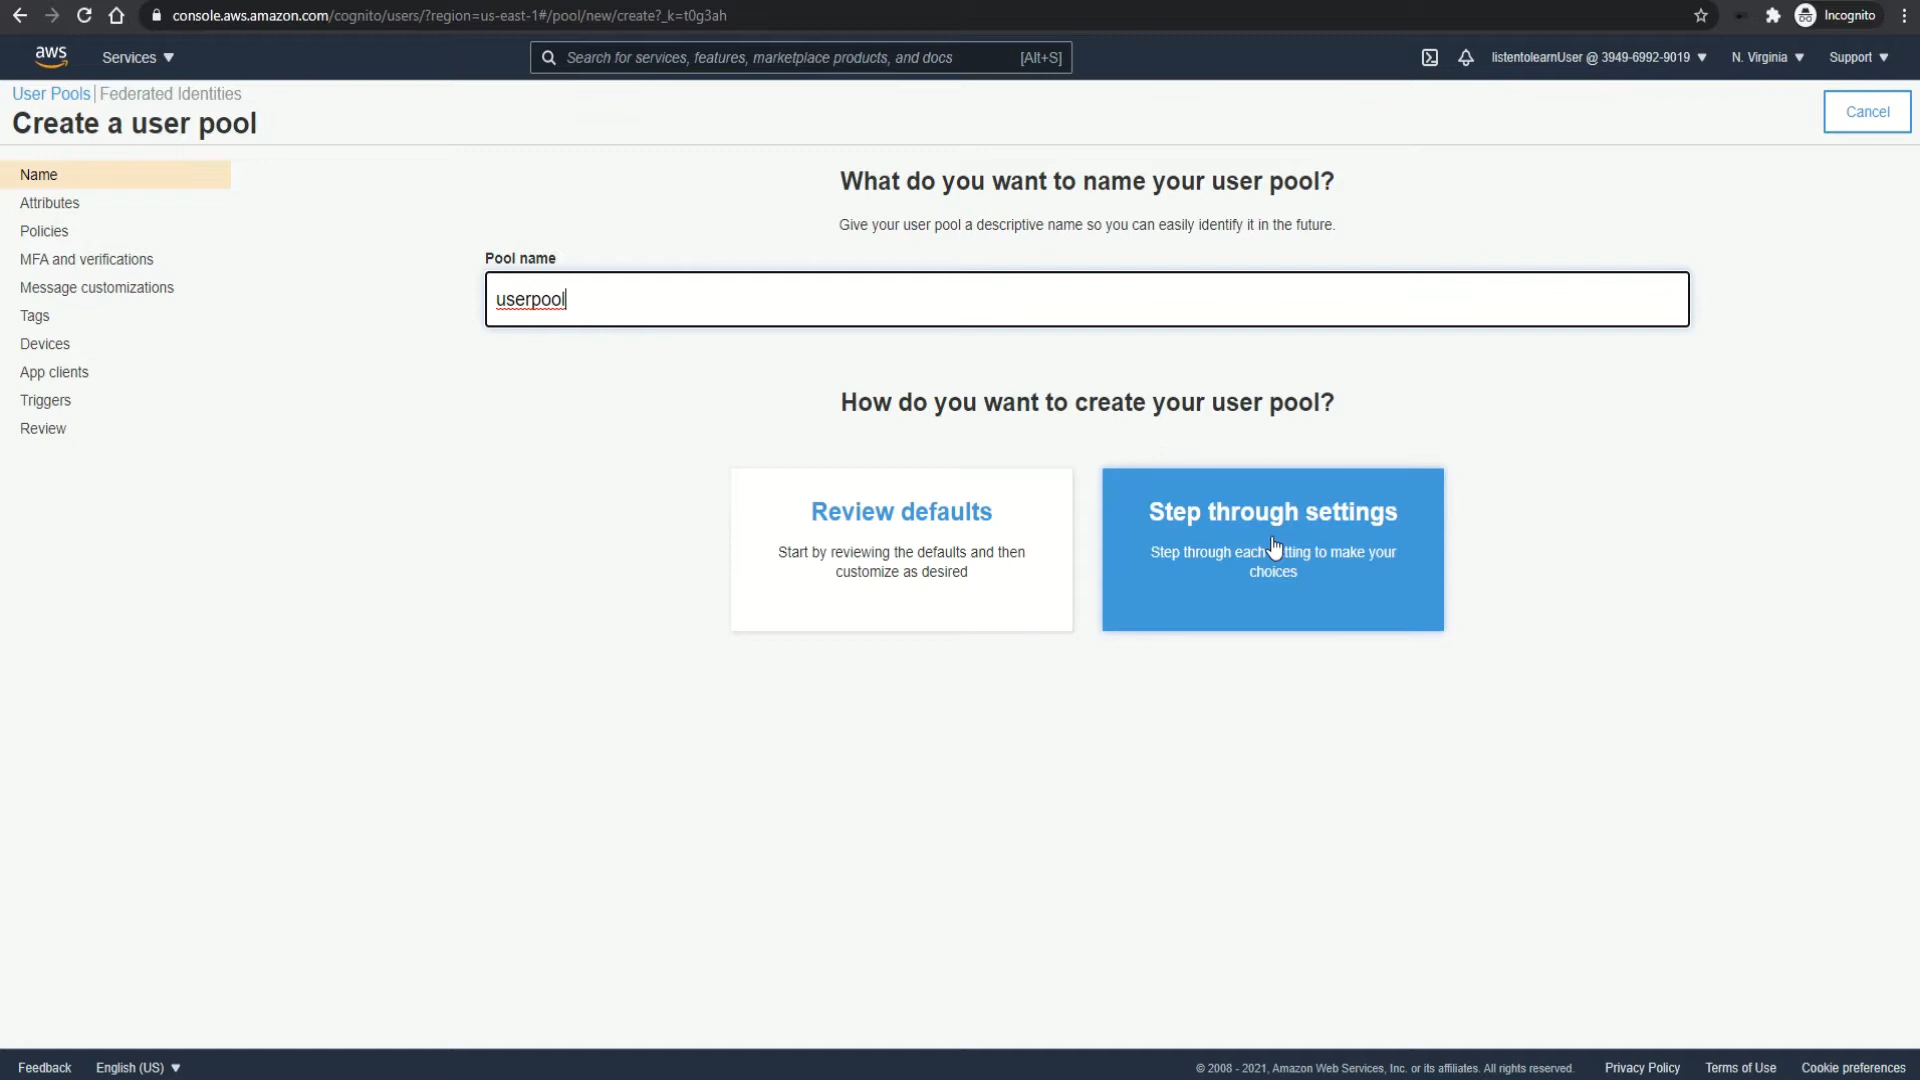 console.aws.amazon.com/cognito/users/?region=us-east-1#/pool/new/create?_k=t0g3ah
Incognito
aws
Services
Search for services, features, marketplace products, and docs
[Alt+S]
listentolearnUser @ 3949-6992-9019
N. Virginia
Support
User Pools | Federated Identities
Create a user pool
Cancel
Name
Attributes
Policies
MFA and verifications
Message customizations
Tags
Devices
App clients
Triggers
Review
What do you want to name your user pool?
Give your user pool a descriptive name so you can easily identify it in the future.
Pool name
userpool
How do you want to create your user pool?
Review defaults
Start by reviewing the defaults and then
customize as desired
Step through settings
Step through each tting to make your
choices
Feedback
English (US)
© 2008 - 2021, Amazon Web Services, Inc. or its affiliates. All rights reserved.
Privacy Policy
Terms of Use
Cookie preferences